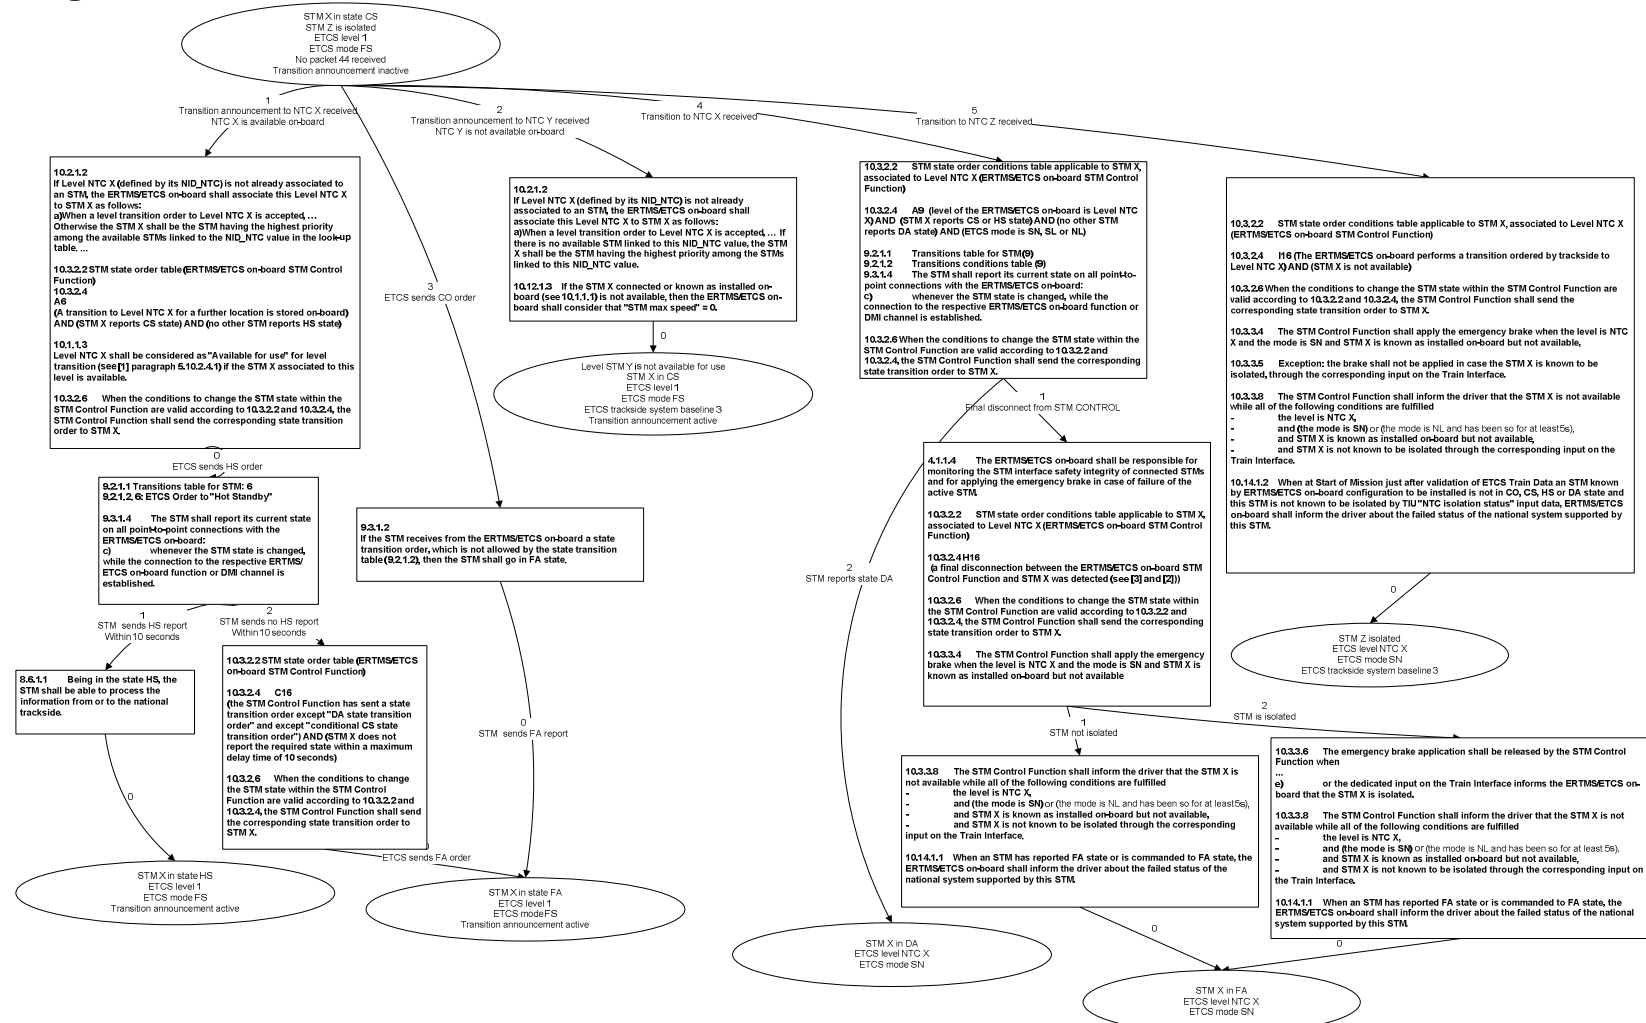 STM X in state CS
STM Z is isolated
ETCS level 1
ETCS mode FS
No packet 44 received
Transition announcement inactive
1
Transition announcement to NTC X received
NTC X is available on-board
2
Transition announcement to NTC Y received
NTC Y is not available on-board
4
Transition to NTC X received
5
Transition to NTC Z received
3
ETCS sends CO order
10.2.1.2
If Level NTC X (defined by its NID_NTC) is not already associated to
an STM, the ERTMS/ETCS on-board shall associate this Level NTC X
to STM X as follows:
a)When a level transition order to Level NTC X is accepted, ...
Otherwise the STM X shall be the STM having the highest priority
among the available STMs linked to the NID_NTC value in the look-up
table. ...
10.3.2.2 STM state order table (ERTMS/ETCS on-board STM Control
Function)
10.3.2.4
A6
(A transition to Level NTC X for a further location is stored on-board)
AND (STM X reports CS state) AND (no other STM reports HS state)
10.1.1.3
Level NTC X shall be considered as "Available for use" for level
transition (see [1] paragraph 5.10.2.4.1) if the STM X associated to this
level is available.
10.3.2.6 When the conditions to change the STM state within the
STM Control Function are valid according to 10.3.2.2 and 10.3.2.4, the
STM Control Function shall send the corresponding state transition
order to STM X.
0
ETCS sends HS order
9.2.1.1 Transitions table for STM: 6
9.2.1.2, 6: ETCS Order to "Hot Standby"
9.3.1.4 The STM shall report its current state
on all point-to-point connections with the
ERTMS/ETCS on-board:
c) whenever the STM state is changed,
while the connection to the respective ERTMS/
ETCS on-board function or DMI channel is
established.
1
STM sends HS report
Within 10 seconds
2
STM sends no HS report
Within 10 seconds
8.6.1.1 Being in the state HS, the
STM shall be able to process the
information from or to the national
trackside.
0
STM X in state HS
ETCS level 1
ETCS mode FS
Transition announcement active
10.3.2.2 STM state order table (ERTMS/ETCS
on-board STM Control Function)
10.3.2.4 C16
(the STM Control Function has sent a state
transition order except "DA state transition
order" and except "conditional CS state
transition order") AND (STM X does not
report the required state within a maximum
delay time of 10 seconds)
10.3.2.6 When the conditions to change
the STM state within the STM Control
Function are valid according to 10.3.2.2 and
10.3.2.4, the STM Control Function shall send
the corresponding state transition order to
STM X.
ETCS sends FA order
9.3.1.2
If the STM receives from the ERTMS/ETCS on-board a state
transition order, which is not allowed by the state transition
table (9.2.1.2), then the STM shall go in FA state.
0
STM sends FA report
STM X in state FA
ETCS level 1
ETCS mode FS
Transition announcement active
10.2.1.2
If Level NTC X (defined by its NID_NTC) is not already
associated to an STM, the ERTMS/ETCS on-board shall
associate this Level NTC X to STM X as follows:
a)When a level transition order to Level NTC X is accepted, ... If
there is no available STM linked to this NID_NTC value, the STM
X shall be the STM having the highest priority among the STMs
linked to this NID_NTC value.
10.12.1.3 If the STM X connected or known as installed on-
board (see 10.1.1.1) is not available, then the ERTMS/ETCS on-
board shall consider that "STM max speed" = 0.
0
Level STM Y is not available for use
STM X in CS
ETCS level 1
ETCS mode FS
ETCS trackside system baseline 3
Transition announcement active
10.3.2.2 STM state order conditions table applicable to STM X,
associated to Level NTC X (ERTMS/ETCS on-board STM Control
Function)
10.3.2.4 A9 (level of the ERTMS/ETCS on-board is Level NTC
X) AND (STM X reports CS or HS state) AND (no other STM
reports DA state) AND (ETCS mode is SN, SL or NL)
9.2.1.1 Transitions table for STM (9)
9.2.1.2 Transitions conditions table (9)
9.3.1.4 The STM shall report its current state on all point-to-
point connections with the ERTMS/ETCS on-board:
c) whenever the STM state is changed, while the
connection to the respective ERTMS/ETCS on-board function or
DMI channel is established.
10.3.2.6 When the conditions to change the STM state within the
STM Control Function are valid according to 10.3.2.2 and
10.3.2.4, the STM Control Function shall send the corresponding
state transition order to STM X.
1
Final disconnect from STM CONTROL
2
STM reports state DA
4.1.1.4 The ERTMS/ETCS on-board shall be responsible for
monitoring the STM interface safety integrity of connected STMs
and for applying the emergency brake in case of failure of the
active STM.
10.3.2.2 STM state order conditions table applicable to STM X,
associated to Level NTC X (ERTMS/ETCS on-board STM Control
Function)
10.3.2.4 H16
(a final disconnection between the ERTMS/ETCS on-board STM
Control Function and STM X was detected (see [3] and [2]))
10.3.2.6 When the conditions to change the STM state within
the STM Control Function are valid according to 10.3.2.2 and
10.3.2.4, the STM Control Function shall send the corresponding
state transition order to STM X.
10.3.3.4 The STM Control Function shall apply the emergency
brake when the level is NTC X and the mode is SN and STM X is
known as installed on-board but not available
1
STM not isolated
2
STM is isolated
10.3.3.8 The STM Control Function shall inform the driver that the STM X is
not available while all of the following conditions are fulfilled
- the level is NTC X,
- and (the mode is SN) or (the mode is NL and has been so for at least 5s),
- and STM X is known as installed on-board but not available,
- and STM X is not known to be isolated through the corresponding
input on the Train Interface.
10.14.1.1 When an STM has reported FA state or is commanded to FA state, the
ERTMS/ETCS on-board shall inform the driver about the failed status of the
national system supported by this STM.
0
STM X in DA
ETCS level NTC X
ETCS mode SN
10.3.2.2 STM state order conditions table applicable to STM X, associated to Level NTC X
(ERTMS/ETCS on-board STM Control Function)
10.3.2.4 I16 (The ERTMS/ETCS on-board performs a transition ordered by trackside to
Level NTC X) AND (STM X is not available)
10.3.2.6 When the conditions to change the STM state within the STM Control Function are
valid according to 10.3.2.2 and 10.3.2.4, the STM Control Function shall send the
corresponding state transition order to STM X.
10.3.3.4 The STM Control Function shall apply the emergency brake when the level is NTC
X and the mode is SN and STM X is known as installed on-board but not available,
10.3.3.5 Exception: the brake shall not be applied in case the STM X is known to be
isolated, through the corresponding input on the Train Interface.
10.3.3.8 The STM Control Function shall inform the driver that the STM X is not available
while all of the following conditions are fulfilled
- the level is NTC X,
- and (the mode is SN) or (the mode is NL and has been so for at least 5s),
- and STM X is known as installed on-board but not available,
- and STM X is not known to be isolated through the corresponding input on the
Train Interface.
10.14.1.2 When at Start of Mission just after validation of ETCS Train Data an STM known
by ERTMS/ETCS on-board configuration to be installed is not in CO, CS, HS or DA state and
this STM is not known to be isolated by TIU "NTC isolation status" input data, ERTMS/ETCS
on-board shall inform the driver about the failed status of the national system supported by
this STM.
0
STM Z isolated
ETCS level NTC X
ETCS mode SN
ETCS trackside system baseline 3
10.3.3.6 The emergency brake application shall be released by the STM Control
Function when
...
e) or the dedicated input on the Train Interface informs the ERTMS/ETCS on-
board that the STM X is isolated.
10.3.3.8 The STM Control Function shall inform the driver that the STM X is not
available while all of the following conditions are fulfilled
- the level is NTC X,
- and (the mode is SN) or (the mode is NL and has been so for at least 5s),
- and STM X is known as installed on-board but not available,
- and STM X is not known to be isolated through the corresponding input on
the Train Interface.
10.14.1.1 When an STM has reported FA state or is commanded to FA state, the
ERTMS/ETCS on-board shall inform the driver about the failed status of the national
system supported by this STM.
0
STM X in FA
ETCS level NTC X
ETCS mode SN